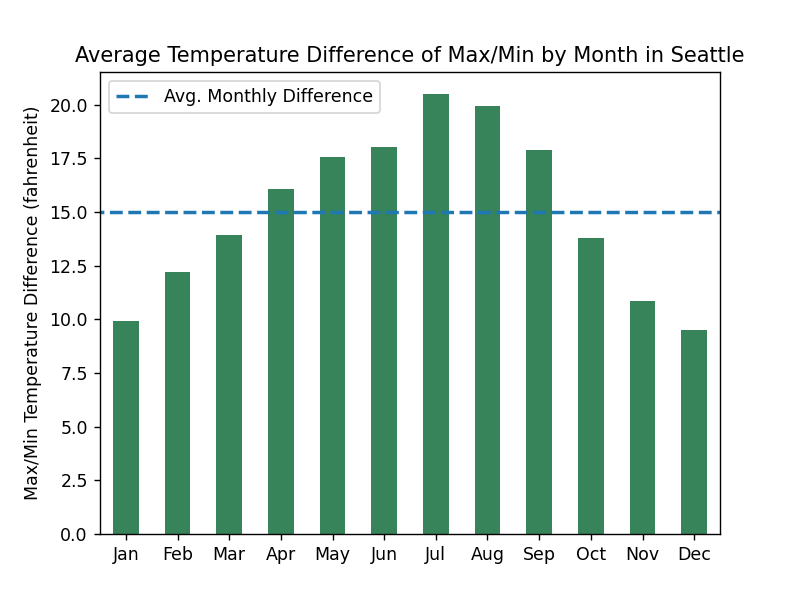 Average Temperature Difference of Max/Min by Month in Seattle
Avg. Monthly Difference
Max/Min Temperature Difference (fahrenheit)
20.0
17.5
15.0
12.5
10.0
7.5
5.0
2.5
0.0
Jan Feb Mar Apr May Jun Jul Aug Sep Oct Nov Dec